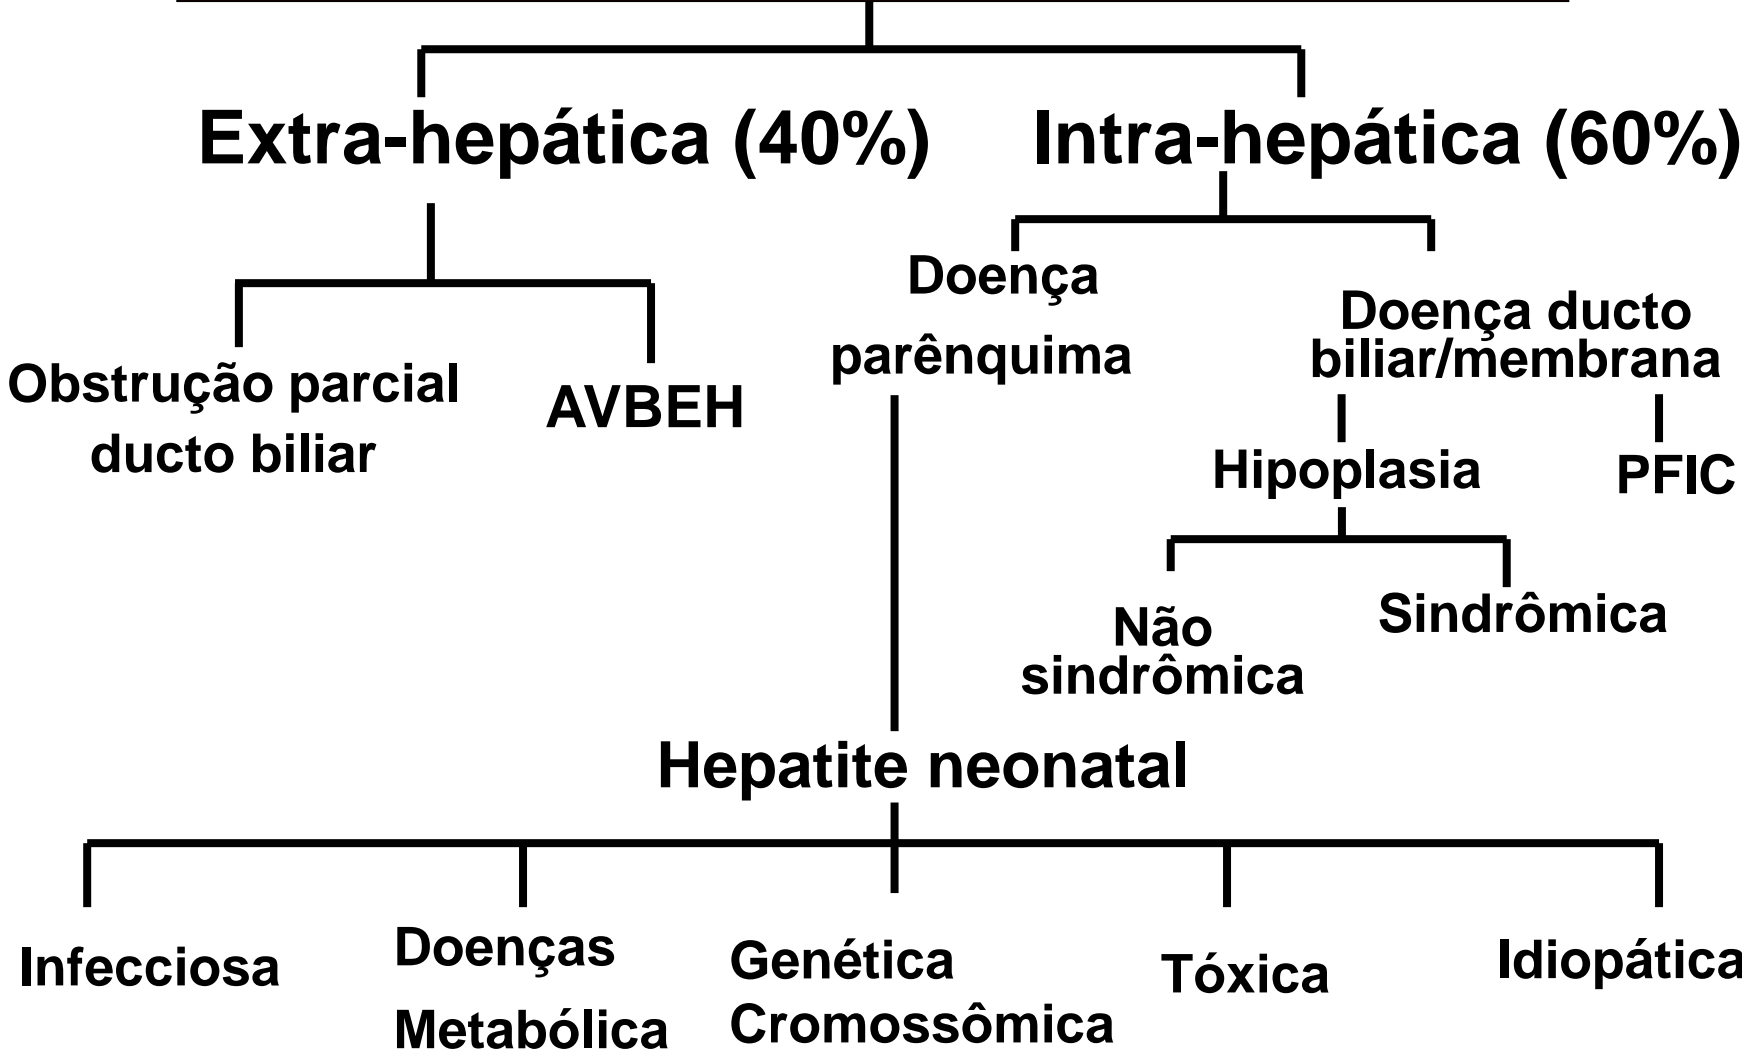 Extra-hepática (40%)
Intra-hepática (60%)
Obstrução parcial
ducto biliar
AVBEH
Doença
parênquima
Doença ducto
biliar/membrana
Hipoplasia
PFIC
Não
sindrômica
Sindrômica
Hepatite neonatal
Infecciosa
Doenças
Metabólica
Genética
Cromossômica
Tóxica
Idiopática